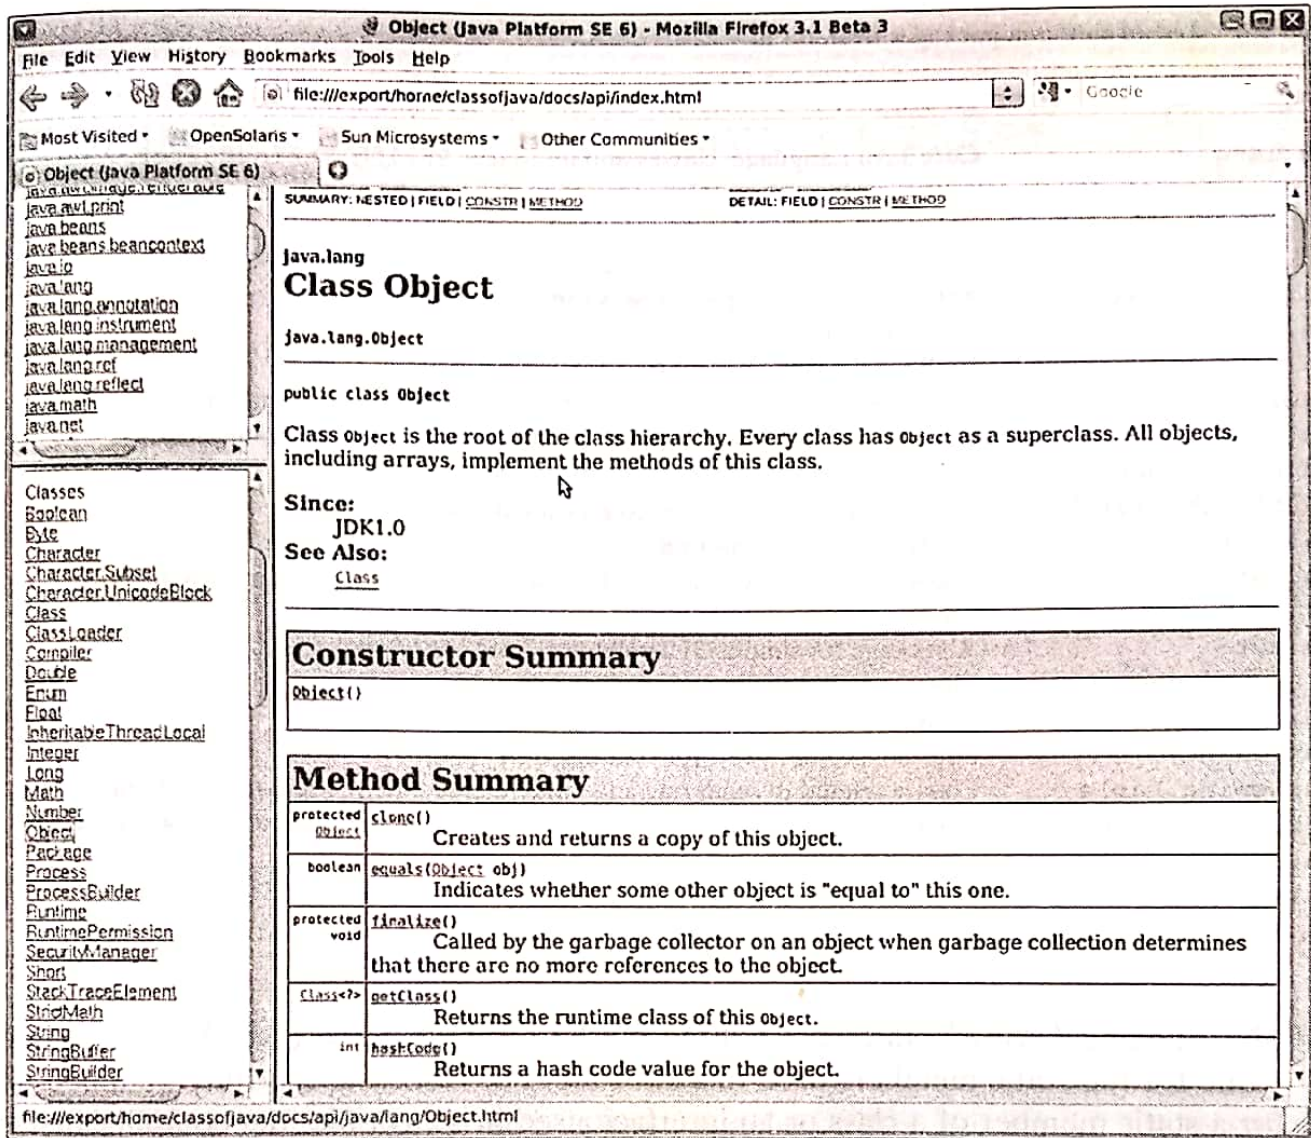 Object (Java Platform SE 6) - Mozilla Firefox 3.1 Beta 3
File Edit View History Bookmarks Tools Help
file:///export/home/classofjava/docs/api/index.html
Google
Most Visited OpenSolaris Sun Microsystems Other Communities
Object (Java Platform SE 6)
java.awt.print
java.beans
java.beans.beancontext
java.io
java.lang
java.lang.annotation
java.lang.instrument
java.lang.management
java.lang.ref
java.lang.reflect
java.math
java.net
Classes
Boolean
Byte
Character
Character.Subset
Character.UnicodeBlock
Class
ClassLoader
Compiler
Double
Enum
Float
InheritableThreadLocal
Integer
Long
Math
Number
Object
Package
Process
ProcessBuilder
Runtime
RuntimePermission
SecurityManager
Short
StackTraceElement
StrictMath
String
StringBuffer
StringBuilder
SUMMARY: NESTED | FIELD | CONSTR | METHOD
DETAIL: FIELD | CONSTR | METHOD
java.lang
Class Object
java.lang.Object
public class Object
Class Object is the root of the class hierarchy. Every class has Object as a superclass. All objects,
including arrays, implement the methods of this class.
Since:
JDK1.0
See Also:
Class
Constructor Summary
Object()
Method Summary
protected Object clone()
Creates and returns a copy of this object.
boolean equals(Object obj)
Indicates whether some other object is "equal to" this one.
protected void finalize()
Called by the garbage collector on an object when garbage collection determines
that there are no more references to the object.
Class<?> getClass()
Returns the runtime class of this Object.
int hashCode()
Returns a hash code value for the object.
file:///export/home/classofjava/docs/api/java/lang/Object.html